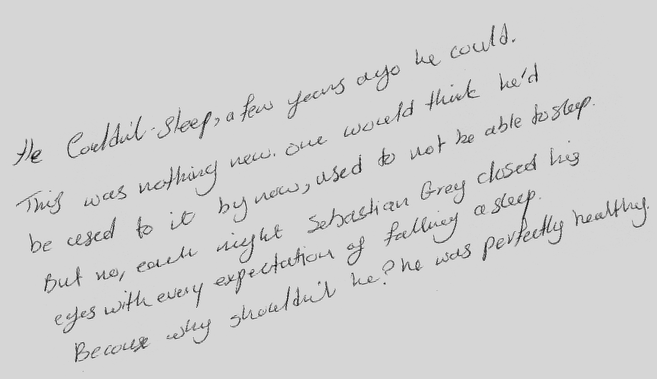 He Couldn't sleep, a few years ago he could.
This was nothing new. one would think he'd
be used to it by now, used to not be able to sleep.
But no, each night Sebastian Grey closed his
eyes with every expectation of falling asleep.
Because why shouldn't he? he was perfectly healthy.